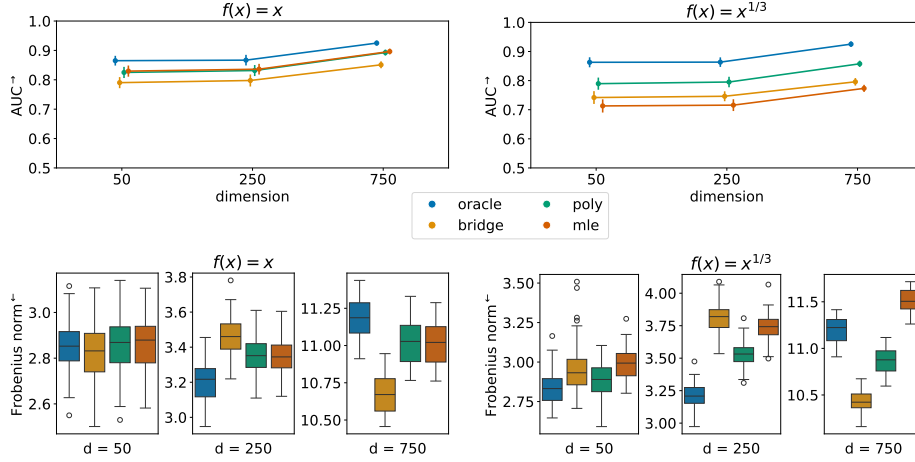 f(x) = x
AUC→
1.0
0.9
0.8
0.7
0.6
0.5
50
250
750
dimension
f(x) = x^{1/3}
AUC→
1.0
0.9
0.8
0.7
0.6
0.5
50
250
750
dimension
oracle
poly
bridge
mle
f(x) = x
Frobenius norm←
3.0
2.8
2.6
d = 50
3.8
3.6
3.4
3.2
3.0
d = 250
11.25
11.00
10.75
10.50
d = 750
f(x) = x^{1/3}
Frobenius norm←
3.50
3.25
3.00
2.75
d = 50
4.00
3.75
3.50
3.25
3.00
d = 250
11.5
11.0
10.5
d = 750